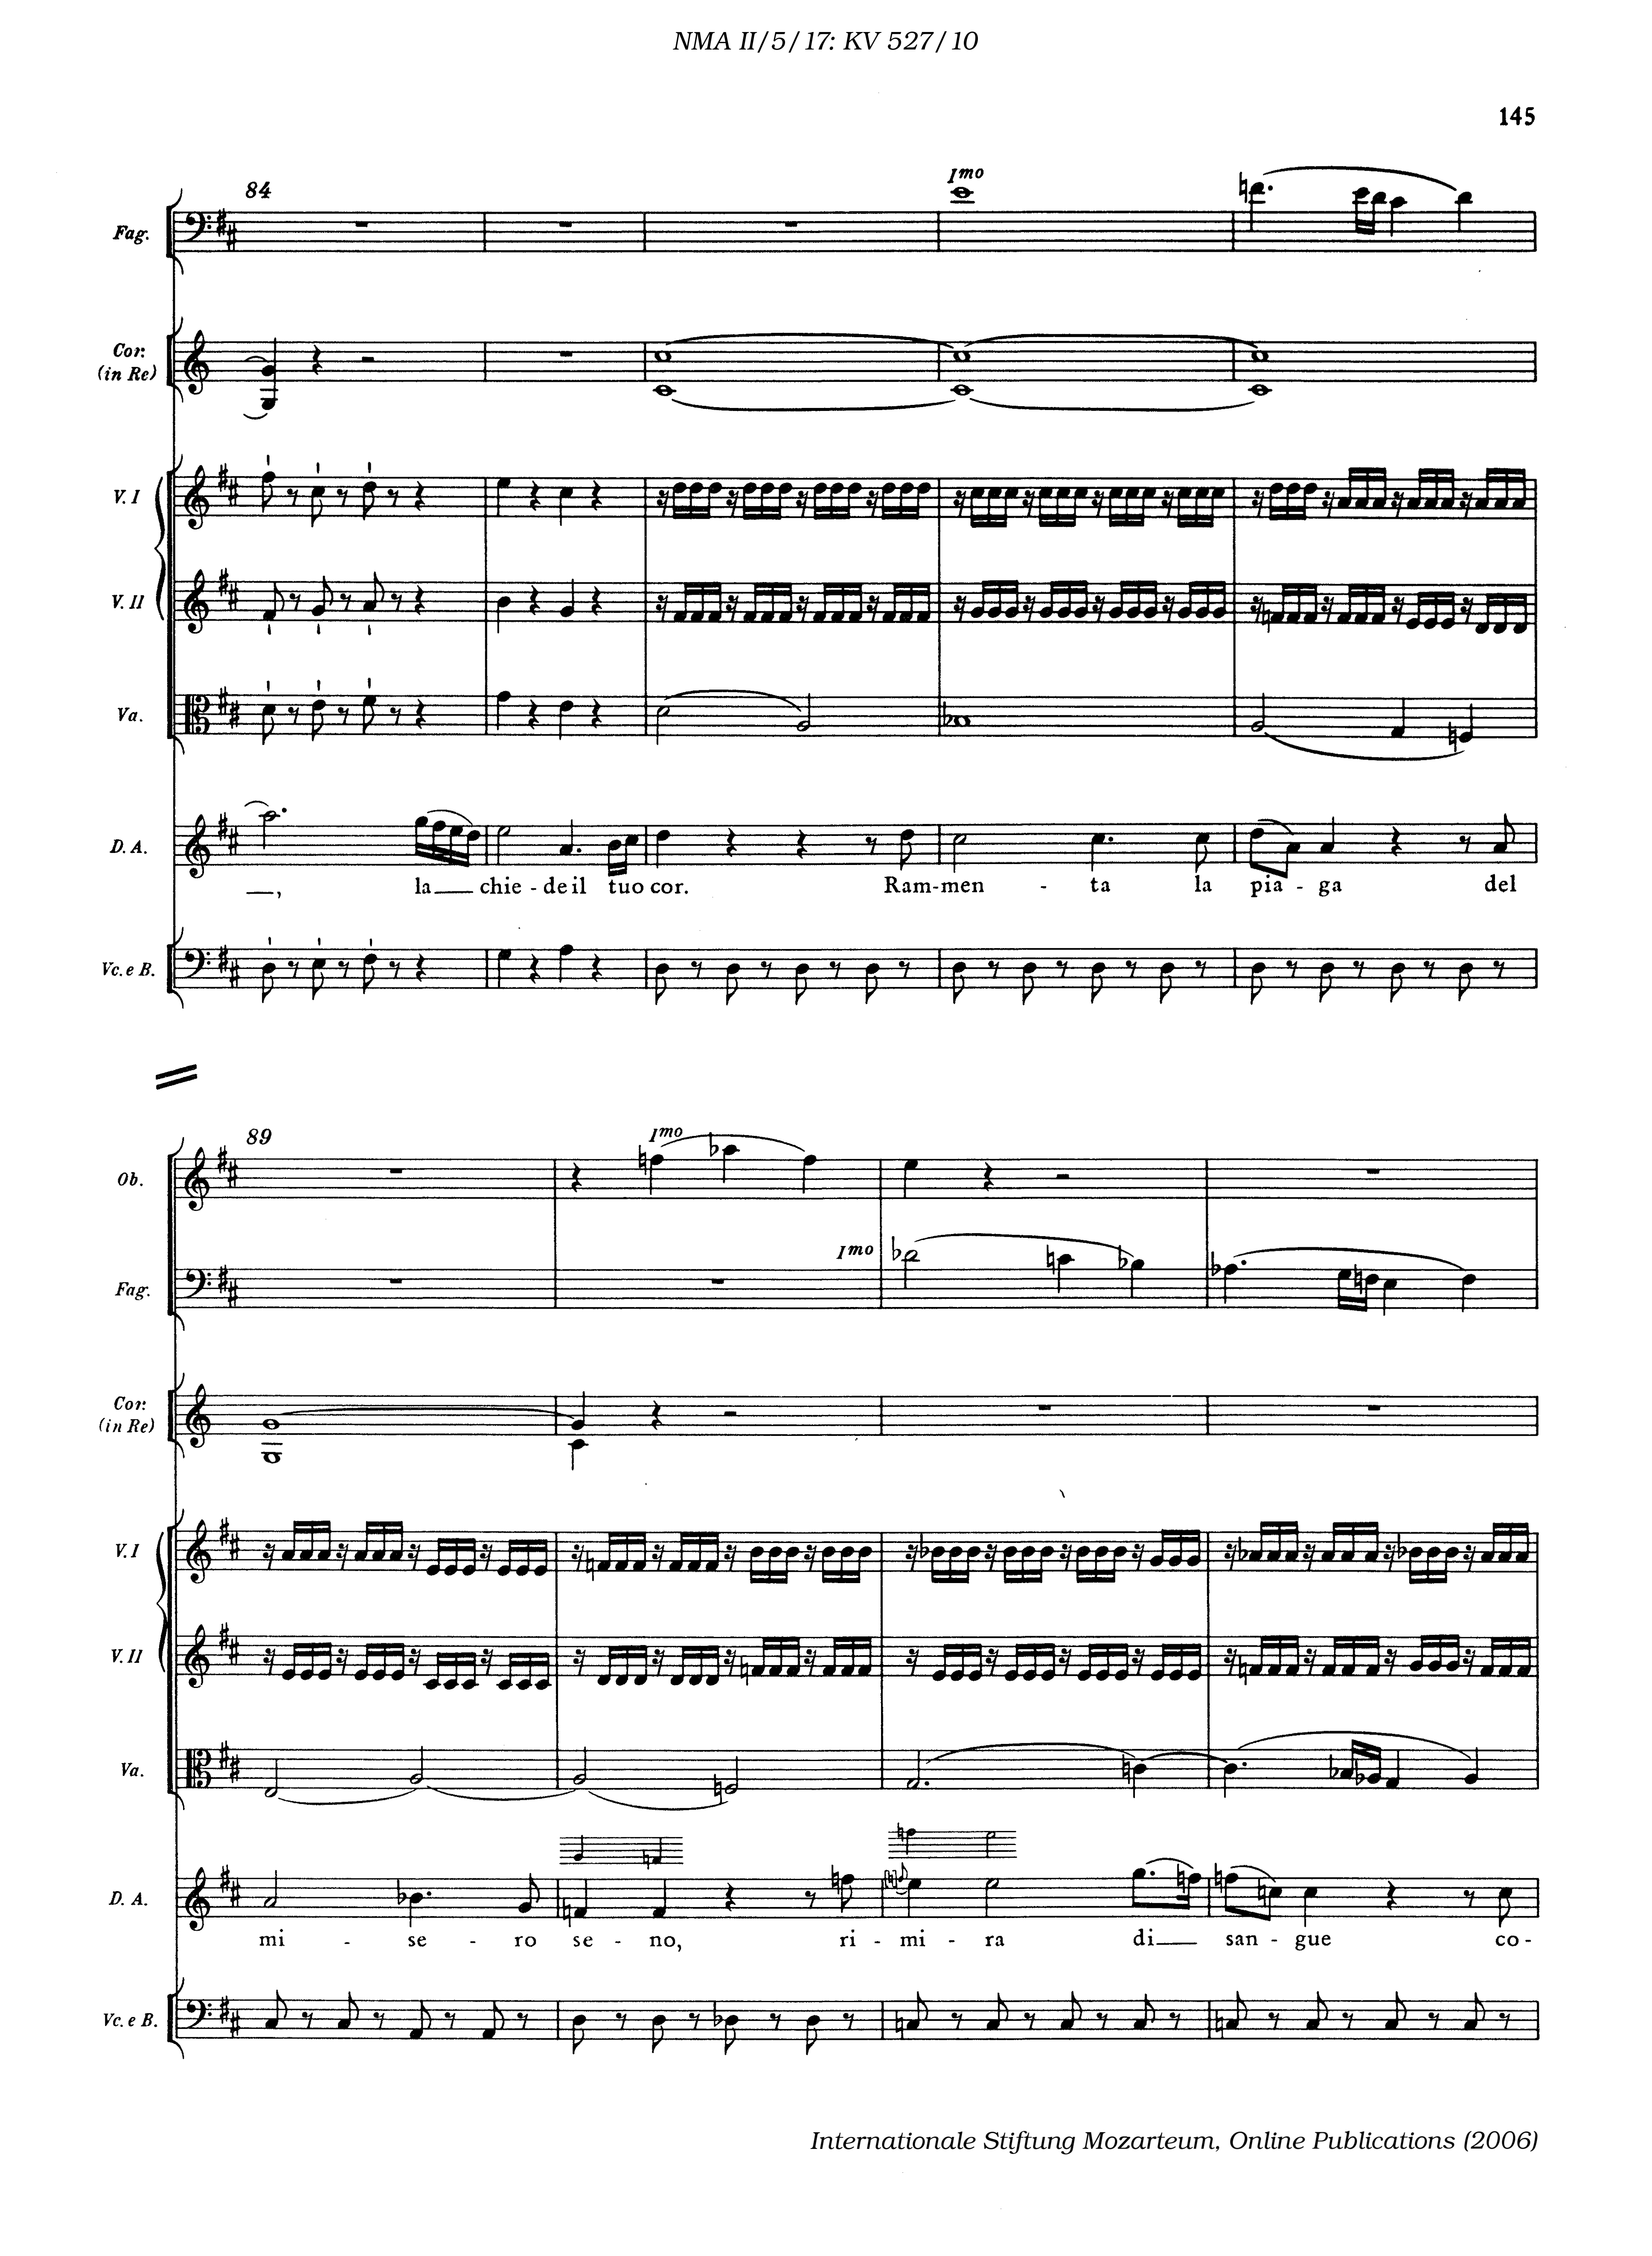 NMA II/5/17: KV 527/10
145
84
Imo
Fag.
Cor.
(in Re)
V. I
V. II
Va.
D. A.
—, la — chie - de il tuo cor. Ram-men - ta la pia - ga del
Vc. e B.
89
Imo
Ob.
Imo
Fag.
Cor.
(in Re)
V. I
V. II
Va.
D. A.
mi - se - ro se - no, ri - mi - ra di — san - gue co -
Vc. e B.
Internationale Stiftung Mozarteum, Online Publications (2006)